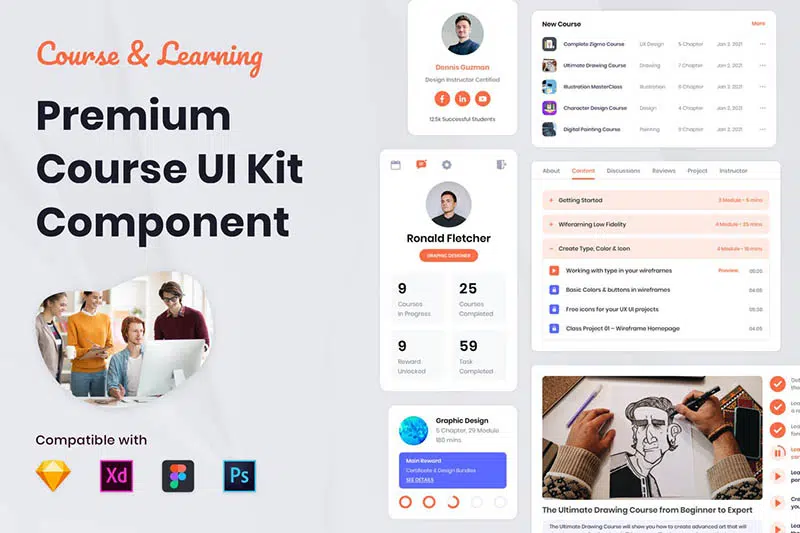 Course & Learning
Premium
Course UI Kit
Component
Compatible with
Xd
Ps
Dennis Guzman
Design Instructor Certified
12.5k Successful Students
Ronald Fletcher
GRAPHIC DESIGNER
9
Courses
In Progress
25
Courses
Completed
9
Reward
Unlocked
59
Task
Completed
Graphic Design
5 Chapter, 29 Module
180 mins
Main Reward
Certificate & Design Bundles
SEE DETAILS
New Course
More
Complete Zigma Course UX Design 5 Chapter Jan 2, 2021
Ultimate Drawing Course Drawing 7 Chapter Jan 2, 2021
Illustration MasterClass Illustration 8 Chapter Jan 2, 2021
Character Design Course Design 4 Chapter Jan 2, 2021
Digital Painting Course Painting 9 Chapter Jan 2, 2021
About Content Discussions Reviews Project Instructor
+ Getting Started 3 Module - 5 mins
+ Wiferarning Low Fidelity 4 Module - 25 mins
- Create Type, Color & Icon 4 Module - 18 mins
Working with type in your wireframes Preview 05:20
Basic Colors & buttons in wireframes 04:05
Free icons for your UX UI projects 05:30
Class Project 01 – Wireframe Homepage 04:05
The Ultimate Drawing Course from Beginner to Expert
The Ultimate Drawing Course will show you how to create advanced art that will